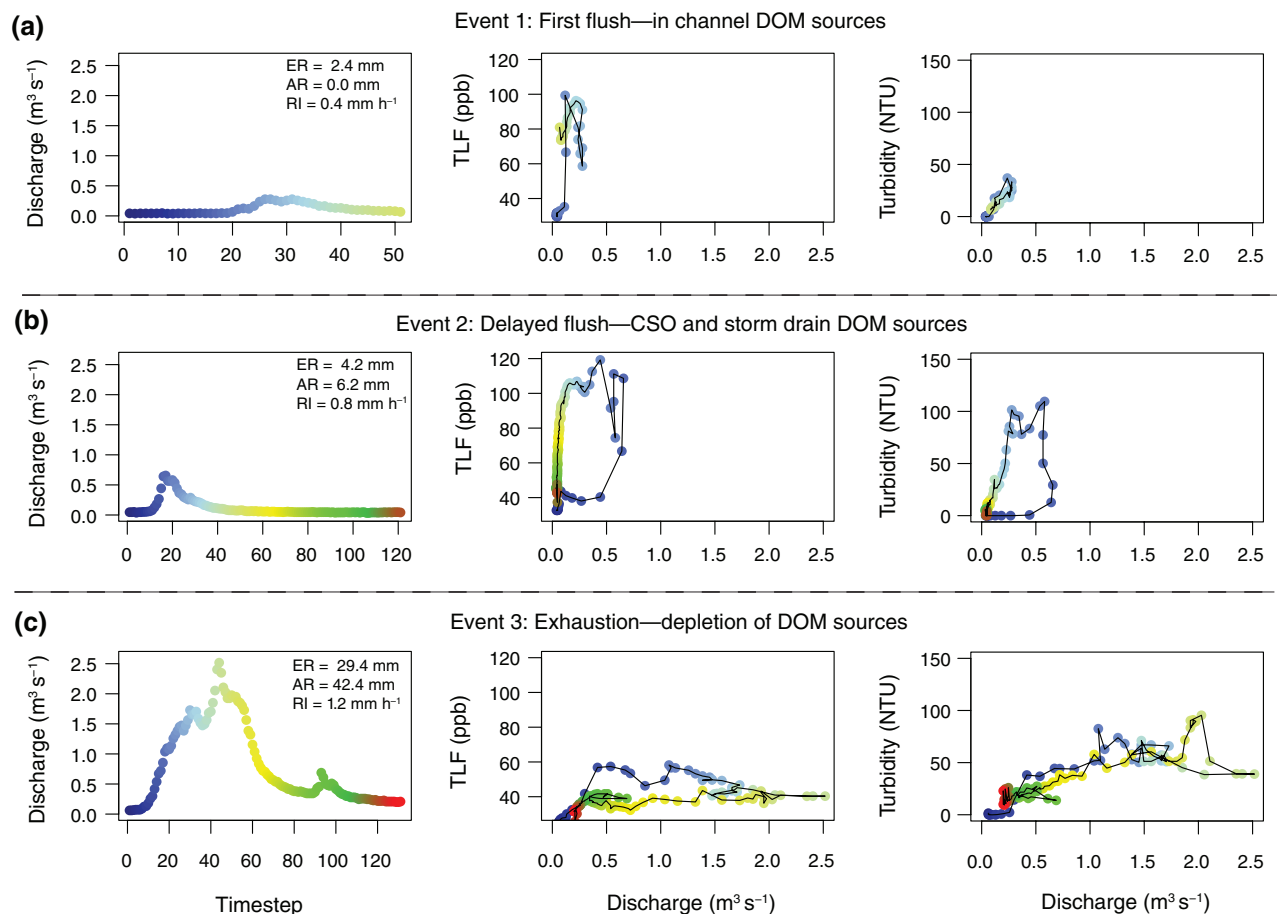 (a)
Event 1: First flush—in channel DOM sources
Discharge (m³ s⁻¹)
2.5
2.0
1.5
1.0
0.5
0.0
ER = 2.4 mm
AR = 0.0 mm
RI = 0.4 mm h⁻¹
0 10 20 30 40 50
TLF (ppb)
120
100
80
60
40
0.0 0.5 1.0 1.5 2.0 2.5
Turbidity (NTU)
150
100
50
0
0.0 0.5 1.0 1.5 2.0 2.5
(b)
Event 2: Delayed flush—CSO and storm drain DOM sources
Discharge (m³ s⁻¹)
2.5
2.0
1.5
1.0
0.5
0.0
ER = 4.2 mm
AR = 6.2 mm
RI = 0.8 mm h⁻¹
0 20 40 60 80 100 120
TLF (ppb)
120
100
80
60
40
0.0 0.5 1.0 1.5 2.0 2.5
Turbidity (NTU)
150
100
50
0
0.0 0.5 1.0 1.5 2.0 2.5
(c)
Event 3: Exhaustion—depletion of DOM sources
Discharge (m³ s⁻¹)
2.5
2.0
1.5
1.0
0.5
0.0
ER = 29.4 mm
AR = 42.4 mm
RI = 1.2 mm h⁻¹
0 20 40 60 80 100 120
Timestep
TLF (ppb)
120
100
80
60
40
0.0 0.5 1.0 1.5 2.0 2.5
Discharge (m³ s⁻¹)
Turbidity (NTU)
150
100
50
0
0.0 0.5 1.0 1.5 2.0 2.5
Discharge (m³ s⁻¹)